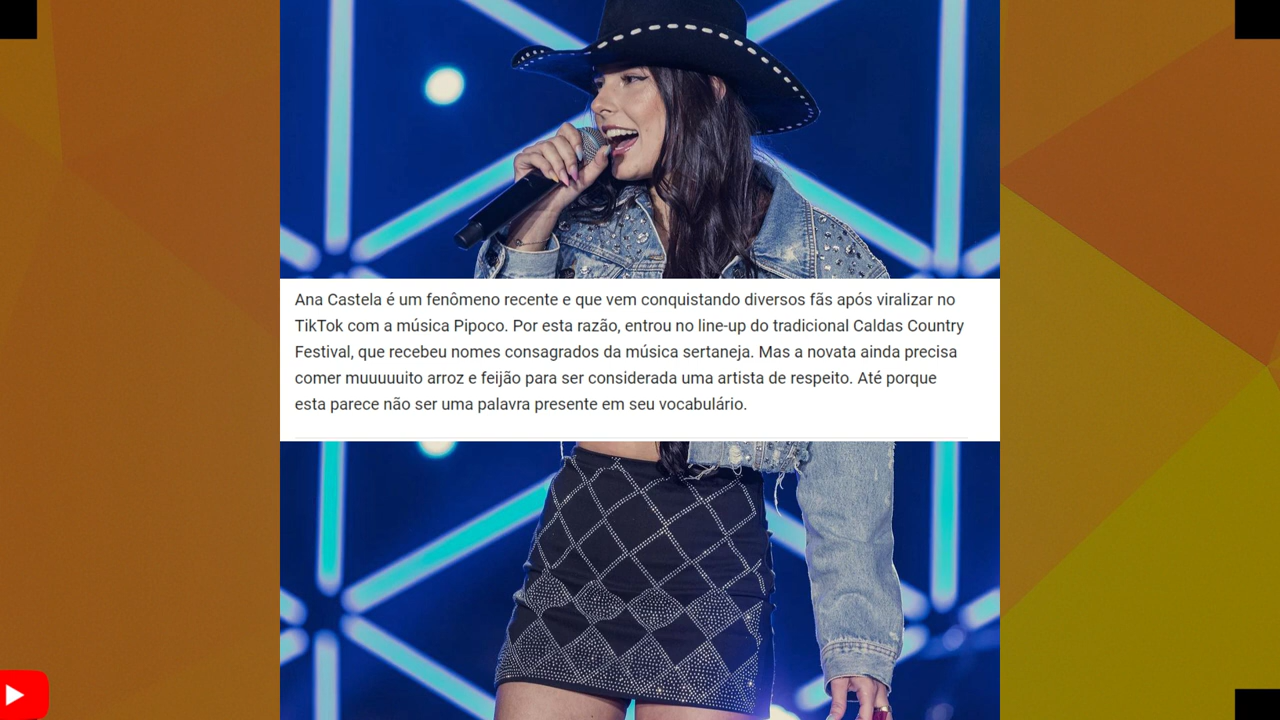 Ana Castela é um fenômeno recente e que vem conquistando diversos fãs após viralizar no
TikTok com a música Pipoco. Por esta razão, entrou no line-up do tradicional Caldas Country
Festival, que recebeu nomes consagrados da música sertaneja. Mas a novata ainda precisa
comer muuuuuito arroz e feijão para ser considerada uma artista de respeito. Até porque
esta parece não ser uma palavra presente em seu vocabulário.